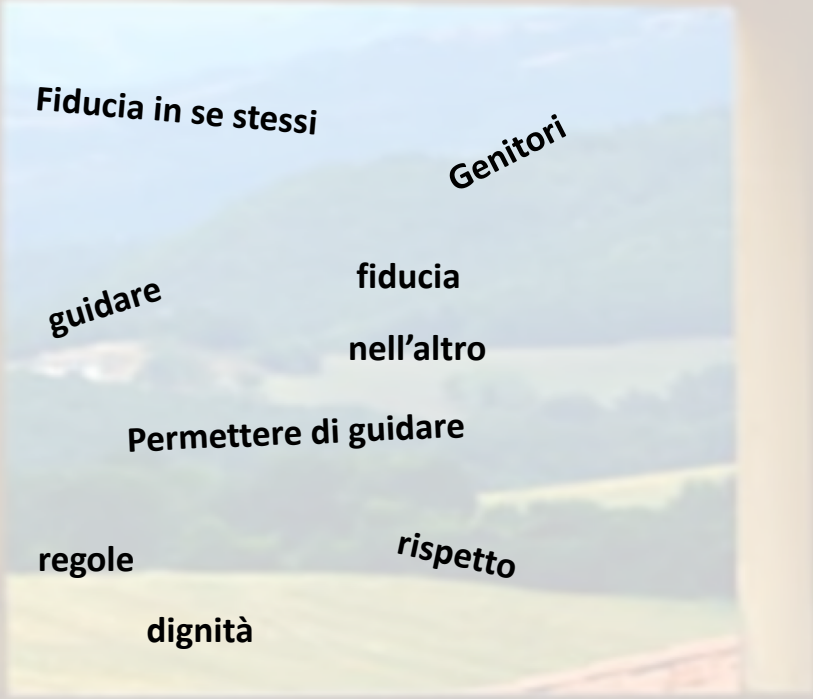 Fiducia in se stessi
Genitori
fiducia
guidare
nell’altro
Permettere di guidare
regole
rispetto
dignità